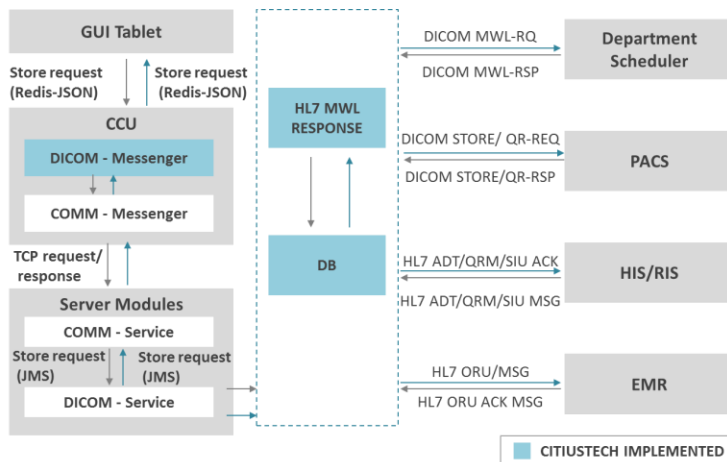 GUI Tablet
Store request
(Redis-JSON)
Store request
(Redis-JSON)
CCU
DICOM - Messenger
COMM - Messenger
TCP request/
response
Server Modules
COMM - Service
Store request
(JMS)
Store request
(JMS)
DICOM - Service
HL7 MWL
RESPONSE
DB
DICOM MWL-RQ
DICOM MWL-RSP
DICOM STORE/ QR-REQ
DICOM STORE/QR-RSP
HL7 ADT/QRM/SIU ACK
HL7 ADT/QRM/SIU MSG
HL7 ORU/MSG
HL7 ORU ACK MSG
Department
Scheduler
PACS
HIS/RIS
EMR
CITIUSTECH IMPLEMENTED